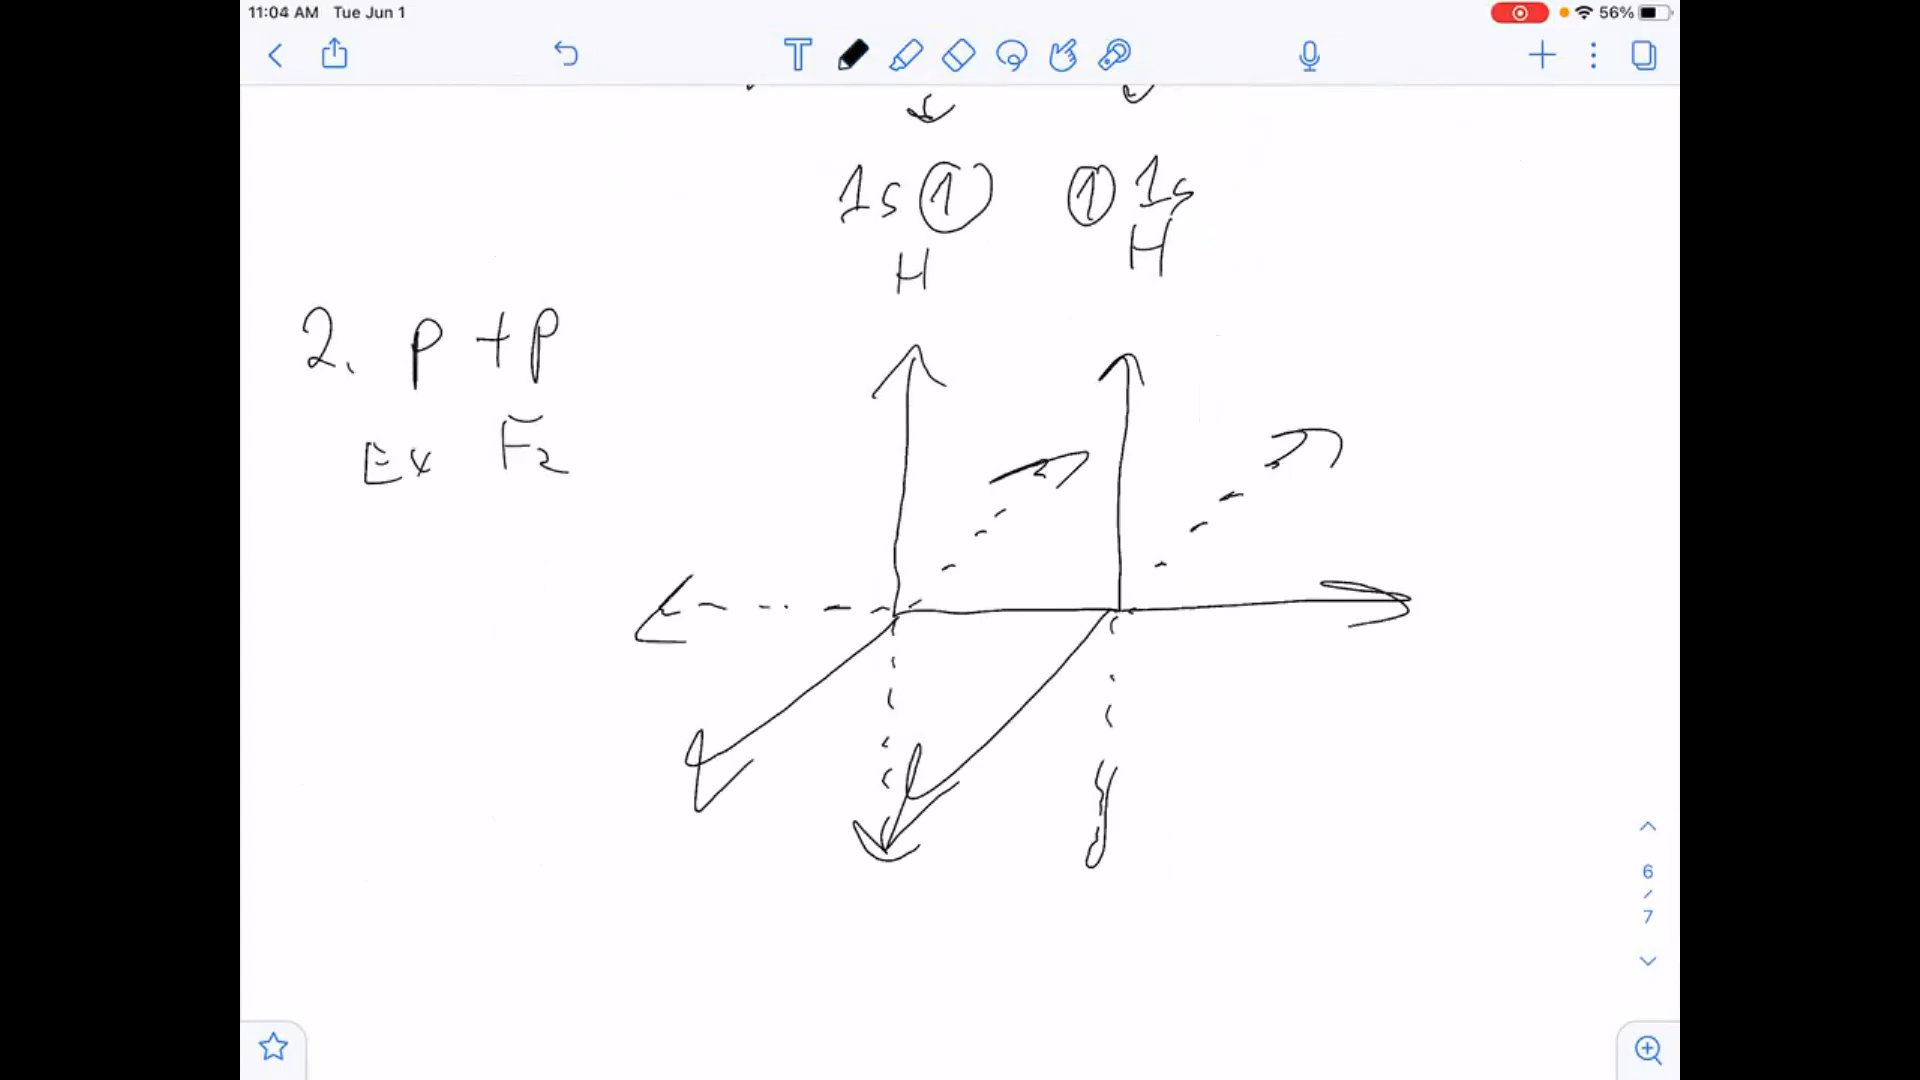 11:04 AM Tue Jun 1
56%
T
1s 1 1 1s
H H
2. p + p
Ex F2
y
6
/
7